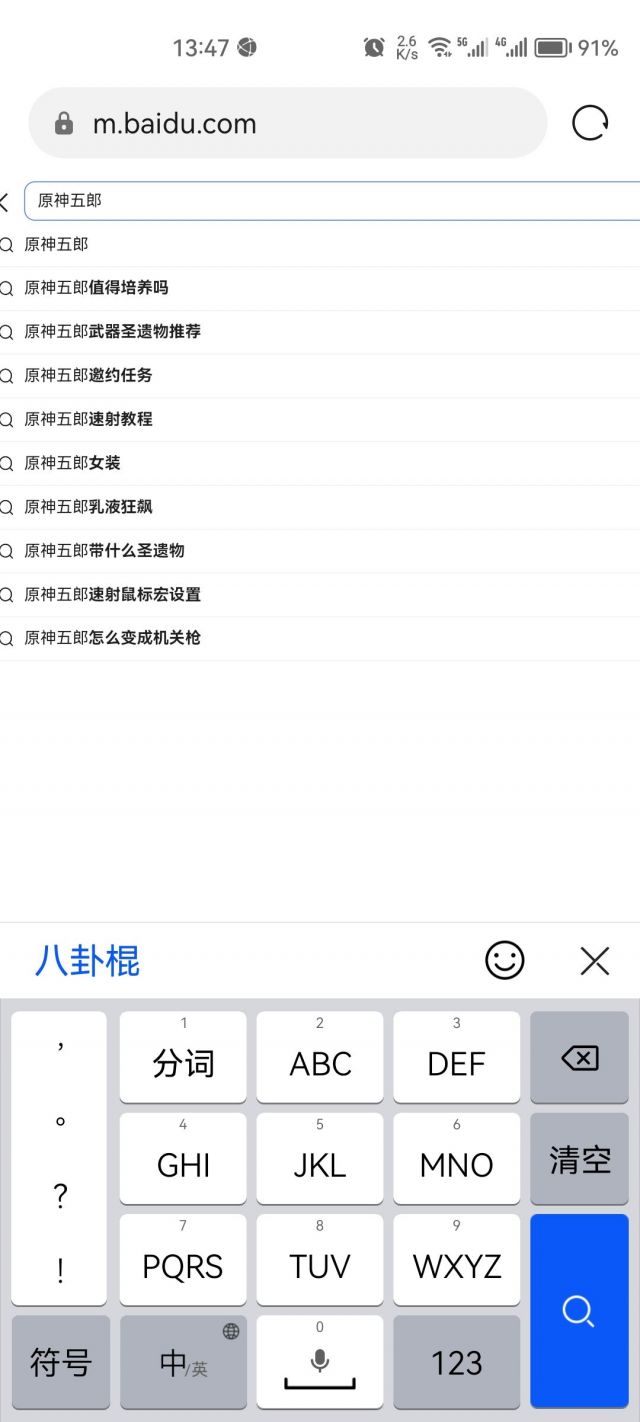 13:47 2.6 K/s 5G 4G 91%
m.baidu.com
原神五郎
原神五郎
原神五郎值得培养吗
原神五郎武器圣遗物推荐
原神五郎邀约任务
原神五郎速射教程
原神五郎女装
原神五郎乳液狂飙
原神五郎带什么圣遗物
原神五郎速射鼠标宏设置
原神五郎怎么变成机关枪
八卦棍
,
。
?
!
1
分词
2
ABC
3
DEF
4
GHI
5
JKL
6
MNO
清空
7
PQRS
8
TUV
9
WXYZ
符号
中/英
0
123